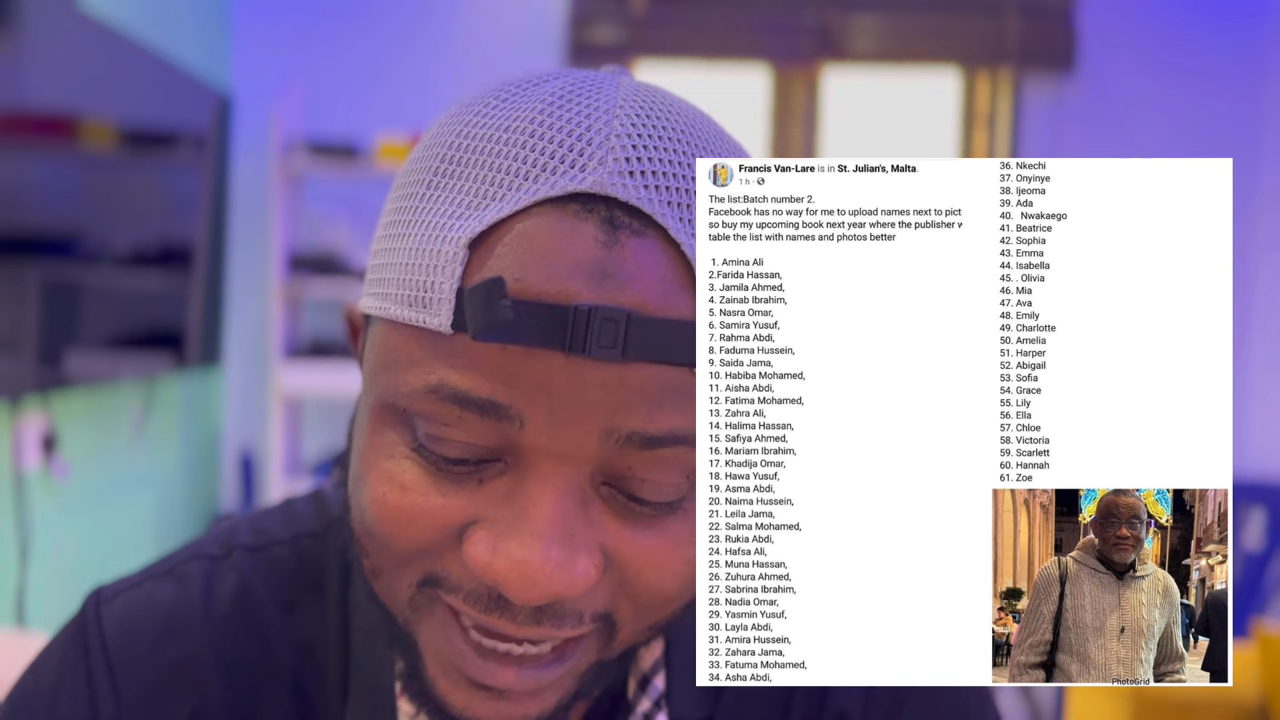 Francis Van-Lare is in St. Julian's, Malta.
1 h ·
The list:Batch number 2.
Facebook has no way for me to upload names next to pict
so buy my upcoming book next year where the publisher w
table the list with names and photos better
1. Amina Ali
2.Farida Hassan,
3. Jamila Ahmed,
4. Zainab Ibrahim,
5. Nasra Omar,
6. Samira Yusuf,
7. Rahma Abdi,
8. Faduma Hussein,
9. Saida Jama,
10. Habiba Mohamed,
11. Aisha Abdi,
12. Fatima Mohamed,
13. Zahra Ali,
14. Halima Hassan,
15. Safiya Ahmed,
16. Mariam Ibrahim,
17. Khadija Omar,
18. Hawa Yusuf,
19. Asma Abdi,
20. Naima Hussein,
21. Leila Jama,
22. Salma Mohamed,
23. Rukia Abdi,
24. Hafsa Ali,
25. Muna Hassan,
26. Zuhura Ahmed,
27. Sabrina Ibrahim,
28. Nadia Omar,
29. Yasmin Yusuf,
30. Layla Abdi,
31. Amira Hussein,
32. Zahara Jama,
33. Fatuma Mohamed,
34. Asha Abdi,
36. Nkechi
37. Onyinye
38. Ijeoma
39. Ada
40. Nwakaego
41. Beatrice
42. Sophia
43. Emma
44. Isabella
45. . Olivia
46. Mia
47. Ava
48. Emily
49. Charlotte
50. Amelia
51. Harper
52. Abigail
53. Sofia
54. Grace
55. Lily
56. Ella
57. Chloe
58. Victoria
59. Scarlett
60. Hannah
61. Zoe
PhotoGrid